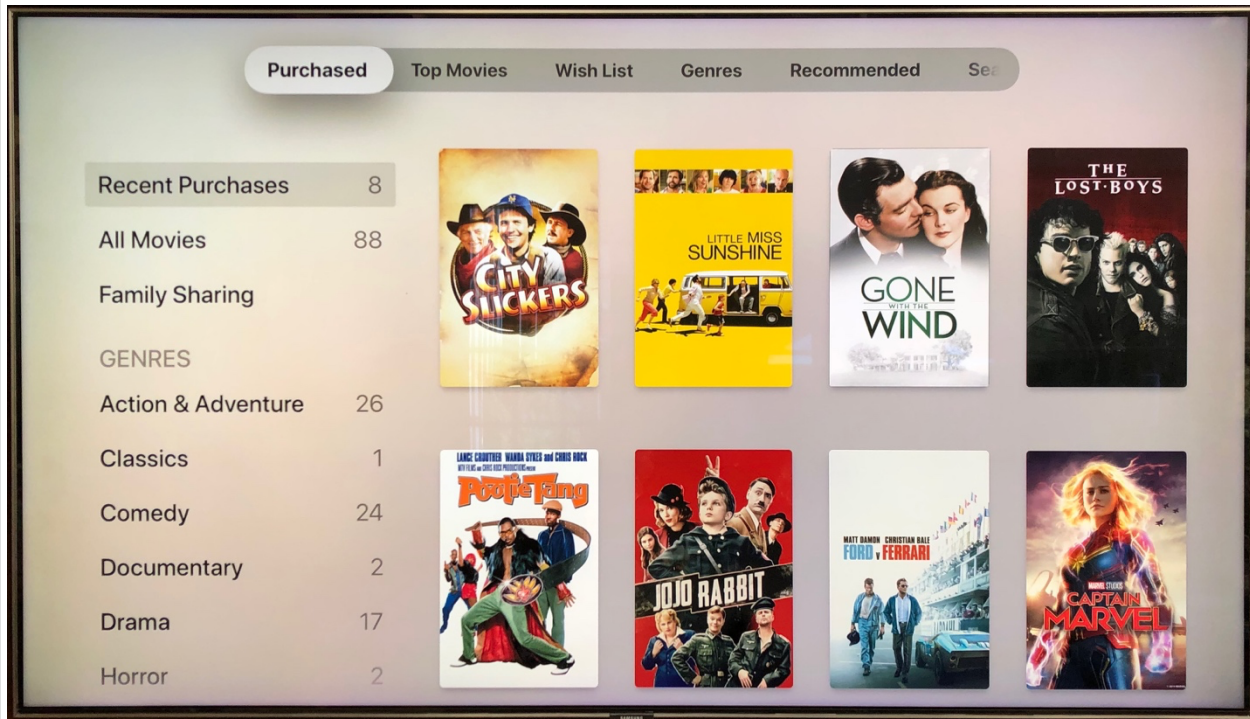 Purchased Top Movies Wish List Genres Recommended Sea
Recent Purchases 8
All Movies 88
Family Sharing
GENRES
Action & Adventure 26
Classics 1
Comedy 24
Documentary 2
Drama 17
Horror 2
CITY
SLICKERS
LITTLE MISS
SUNSHINE
GONE
WITH THE
WIND
THE
LOST·BOYS
LANCE CROUTHER WANDA SYKES and CHRIS ROCK
Pootie Tang
JOJO RABBIT
MATT DAMON CHRISTIAN BALE
FORD v FERRARI
MARVEL STUDIOS
CAPTAIN
MARVEL
SAMSUNG